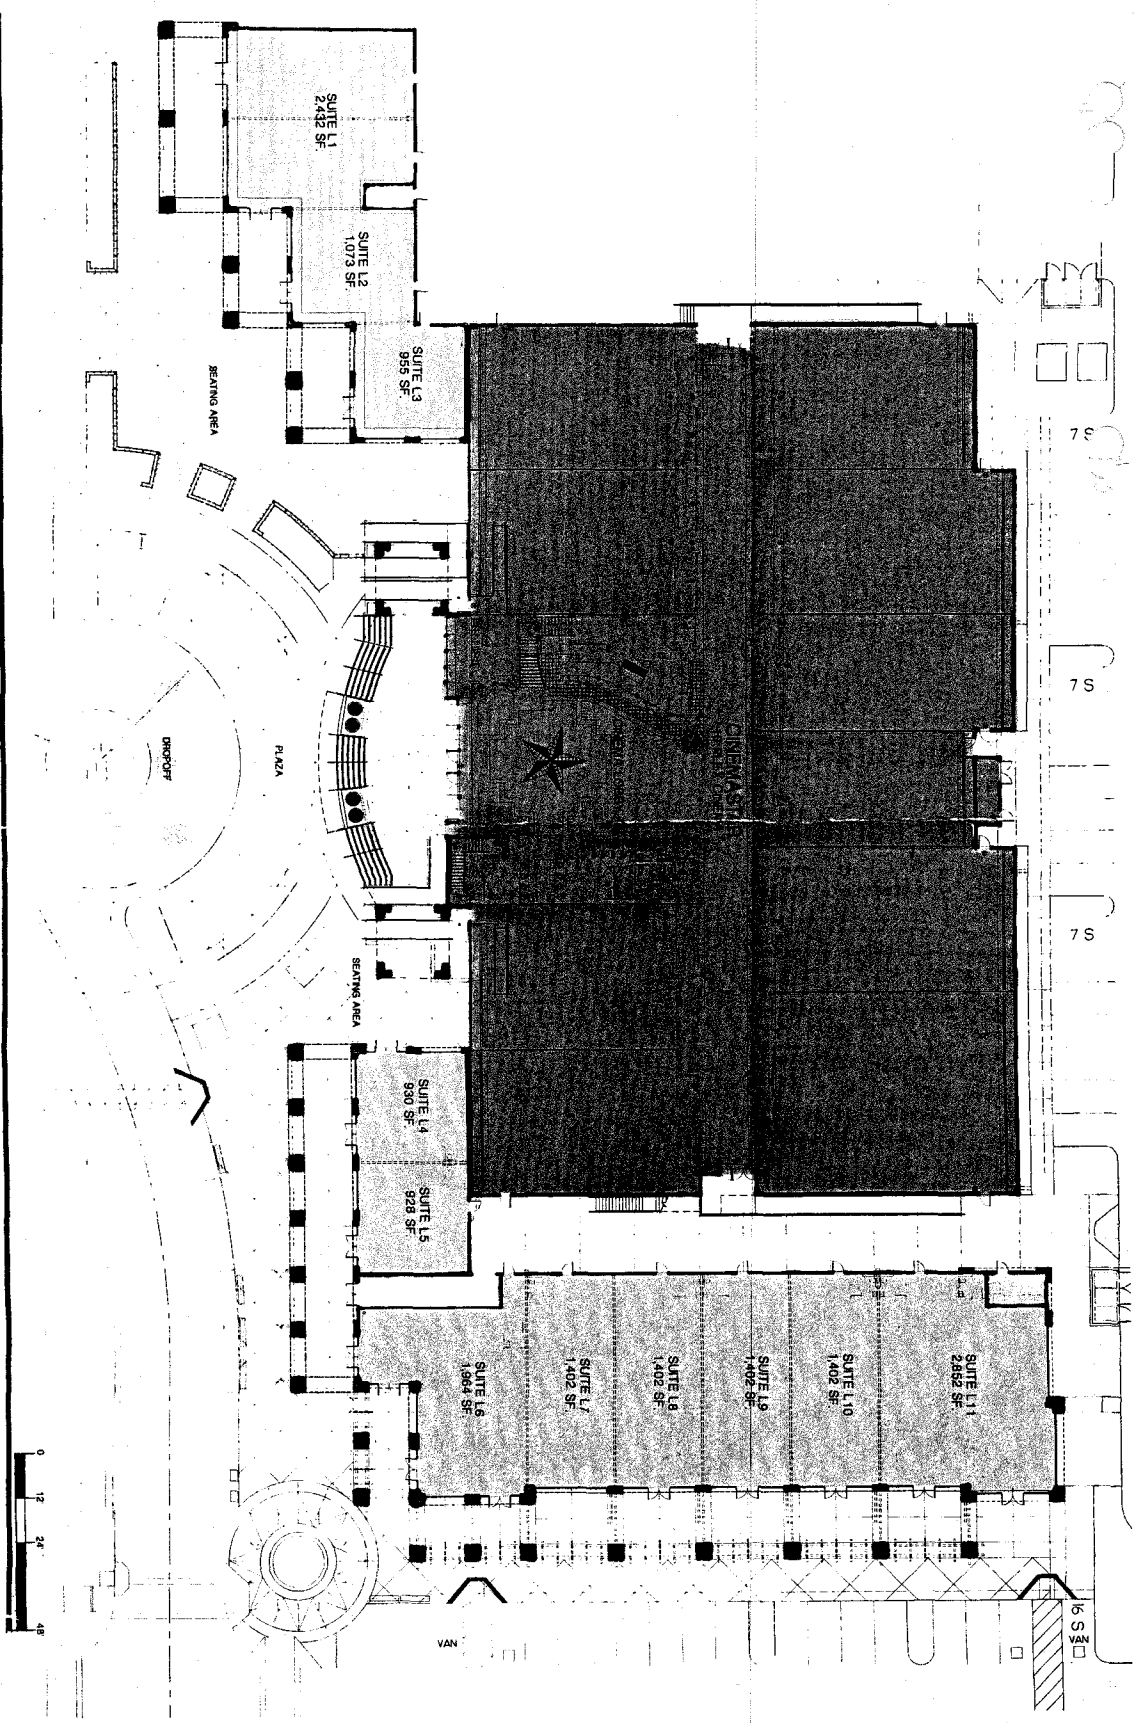 SUITE L1
2,432 SF.
SUITE L2
1,073 SF.
SUITE L3
955 SF.
SEATING AREA
7 S
7 S
7 S
DROPOFF
PLAZA
SEATING AREA
SUITE L4
930 SF.
SUITE L5
928 SF.
SUITE L6
1,964 SF.
SUITE L7
1,402 SF.
SUITE L8
1,402 SF.
SUITE L9
1,402 SF.
SUITE L10
1,402 SF.
SUITE L11
2,852 SF.
0
12
24'
48'
VAN
16 S
VAN